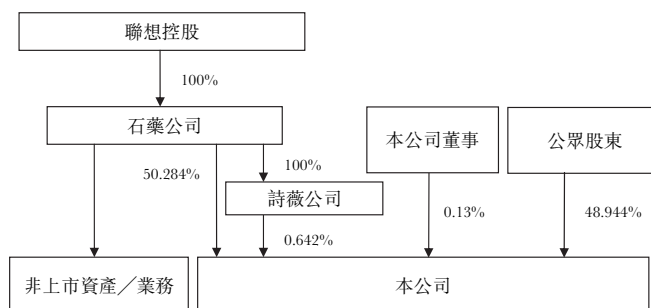 聯想控股
100%
石藥公司
本公司董事
公眾股東
50.284%
100%
詩薇公司
0.642%
0.13%
48.944%
非上市資產／業務
本公司